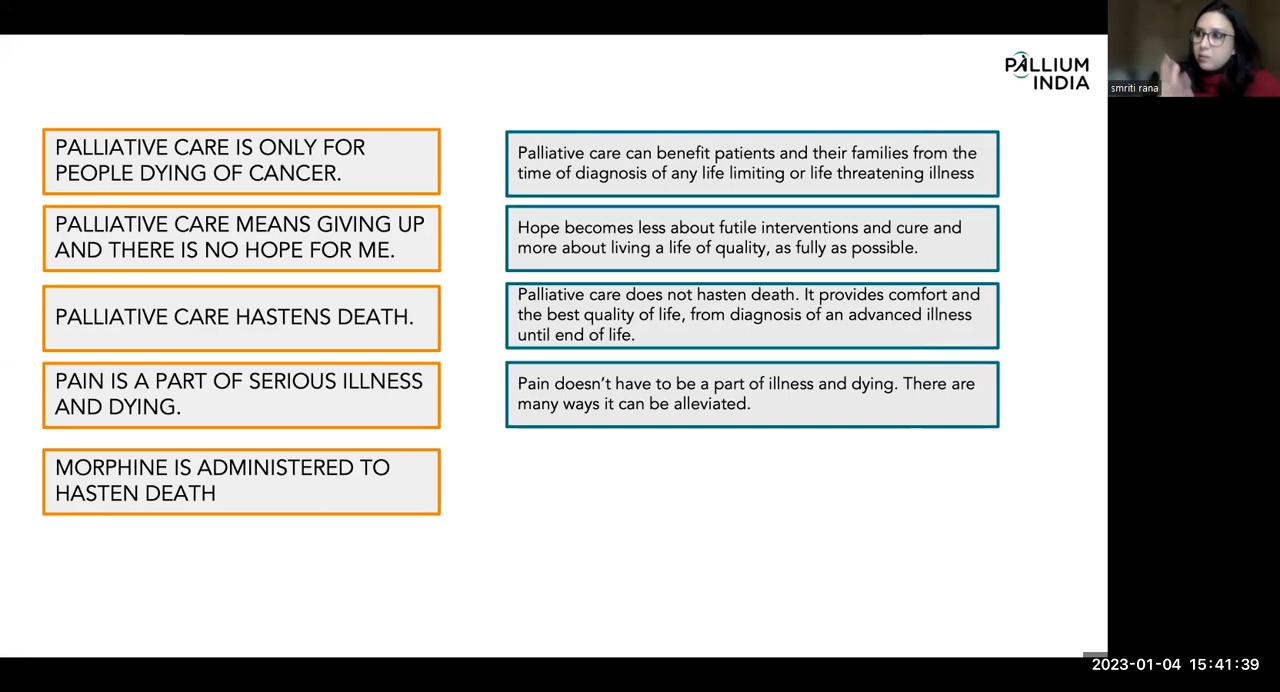 PALLIUM
INDIA
smriti rana
PALLIATIVE CARE IS ONLY FOR
PEOPLE DYING OF CANCER.
Palliative care can benefit patients and their families from the
time of diagnosis of any life limiting or life threatening illness
PALLIATIVE CARE MEANS GIVING UP
AND THERE IS NO HOPE FOR ME.
Hope becomes less about futile interventions and cure and
more about living a life of quality, as fully as possible.
PALLIATIVE CARE HASTENS DEATH.
Palliative care does not hasten death. It provides comfort and
the best quality of life, from diagnosis of an advanced illness
until end of life.
PAIN IS A PART OF SERIOUS ILLNESS
AND DYING.
Pain doesn’t have to be a part of illness and dying. There are
many ways it can be alleviated.
MORPHINE IS ADMINISTERED TO
HASTEN DEATH
2023-01-04 15:41:39